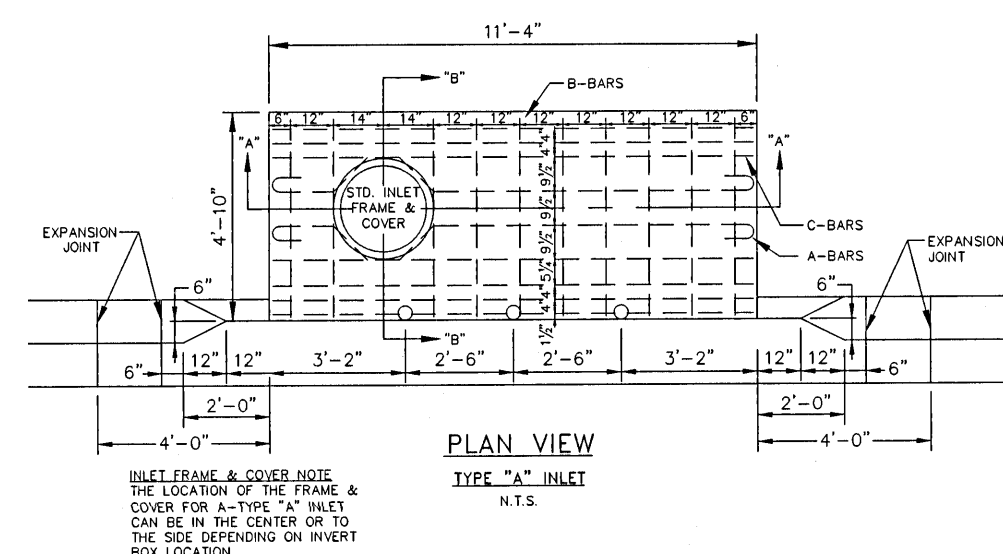 11'-4"
"B"
B-BARS
6" 12" 14" 14" 12" 12" 12" 12" 12" 12" 6"
"A"
"A"
4"
4"
9½"
9½"
9½"
5¼"
4"
4"
1½"
4'-10"
STD. INLET
FRAME &
COVER
C-BARS
A-BARS
EXPANSION
JOINT
EXPANSION
JOINT
6"
6"
"B"
6" 12" 12" 3'-2" 2'-6" 2'-6" 3'-2" 12" 12" 6"
2'-0"
2'-0"
4'-0"
4'-0"
PLAN VIEW
TYPE "A" INLET
N.T.S.
INLET FRAME & COVER NOTE
THE LOCATION OF THE FRAME &
COVER FOR A-TYPE "A" INLET
CAN BE IN THE CENTER OR TO
THE SIDE DEPENDING ON INVERT
BOX LOCATION